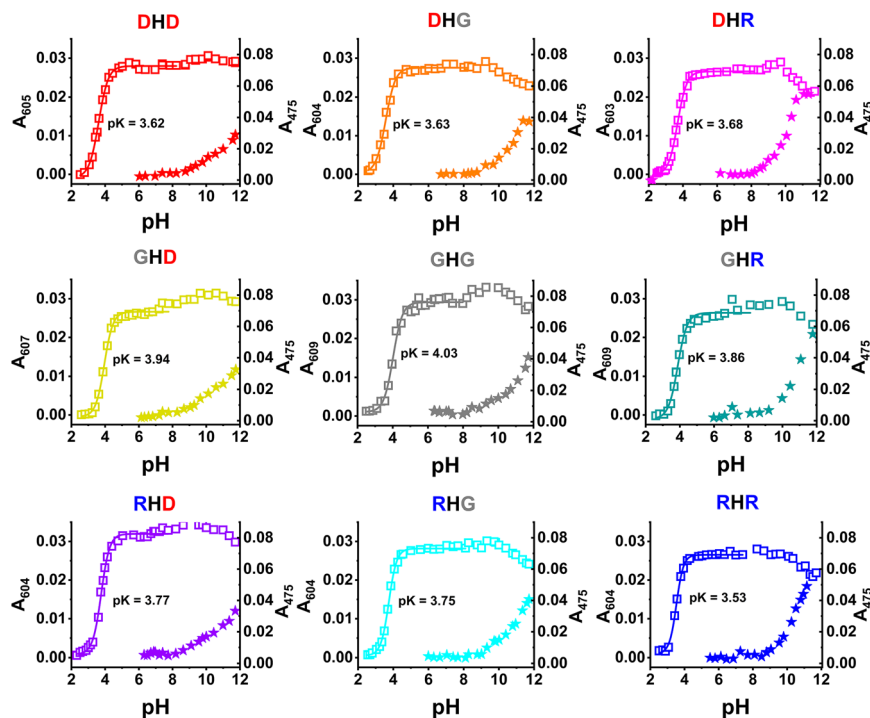 DHD DHG DHR
0.03 0.02 0.01 0.00
A605
pK = 3.62
0.08 0.06 0.04 0.02 0.00
A475
2 4 6 8 10 12
pH
0.03 0.02 0.01 0.00
A604
pK = 3.63
0.08 0.06 0.04 0.02 0.00
A475
2 4 6 8 10 12
pH
0.03 0.02 0.01 0.00
A603
pK = 3.68
0.08 0.06 0.04 0.02 0.00
A475
2 4 6 8 10 12
pH
GHD GHG GHR
0.03 0.02 0.01 0.00
A607
pK = 3.94
0.08 0.06 0.04 0.02 0.00
A475
2 4 6 8 10 12
pH
0.03 0.02 0.01 0.00
A609
pK = 4.03
0.08 0.06 0.04 0.02 0.00
A475
2 4 6 8 10 12
pH
0.03 0.02 0.01 0.00
A609
pK = 3.86
0.08 0.06 0.04 0.02 0.00
A475
2 4 6 8 10 12
pH
RHD RHG RHR
0.03 0.02 0.01 0.00
A604
pK = 3.77
0.08 0.06 0.04 0.02 0.00
A475
2 4 6 8 10 12
pH
0.03 0.02 0.01 0.00
A604
pK = 3.75
0.08 0.06 0.04 0.02 0.00
A475
2 4 6 8 10 12
pH
0.03 0.02 0.01 0.00
A604
pK = 3.53
0.08 0.06 0.04 0.02 0.00
A475
2 4 6 8 10 12
pH